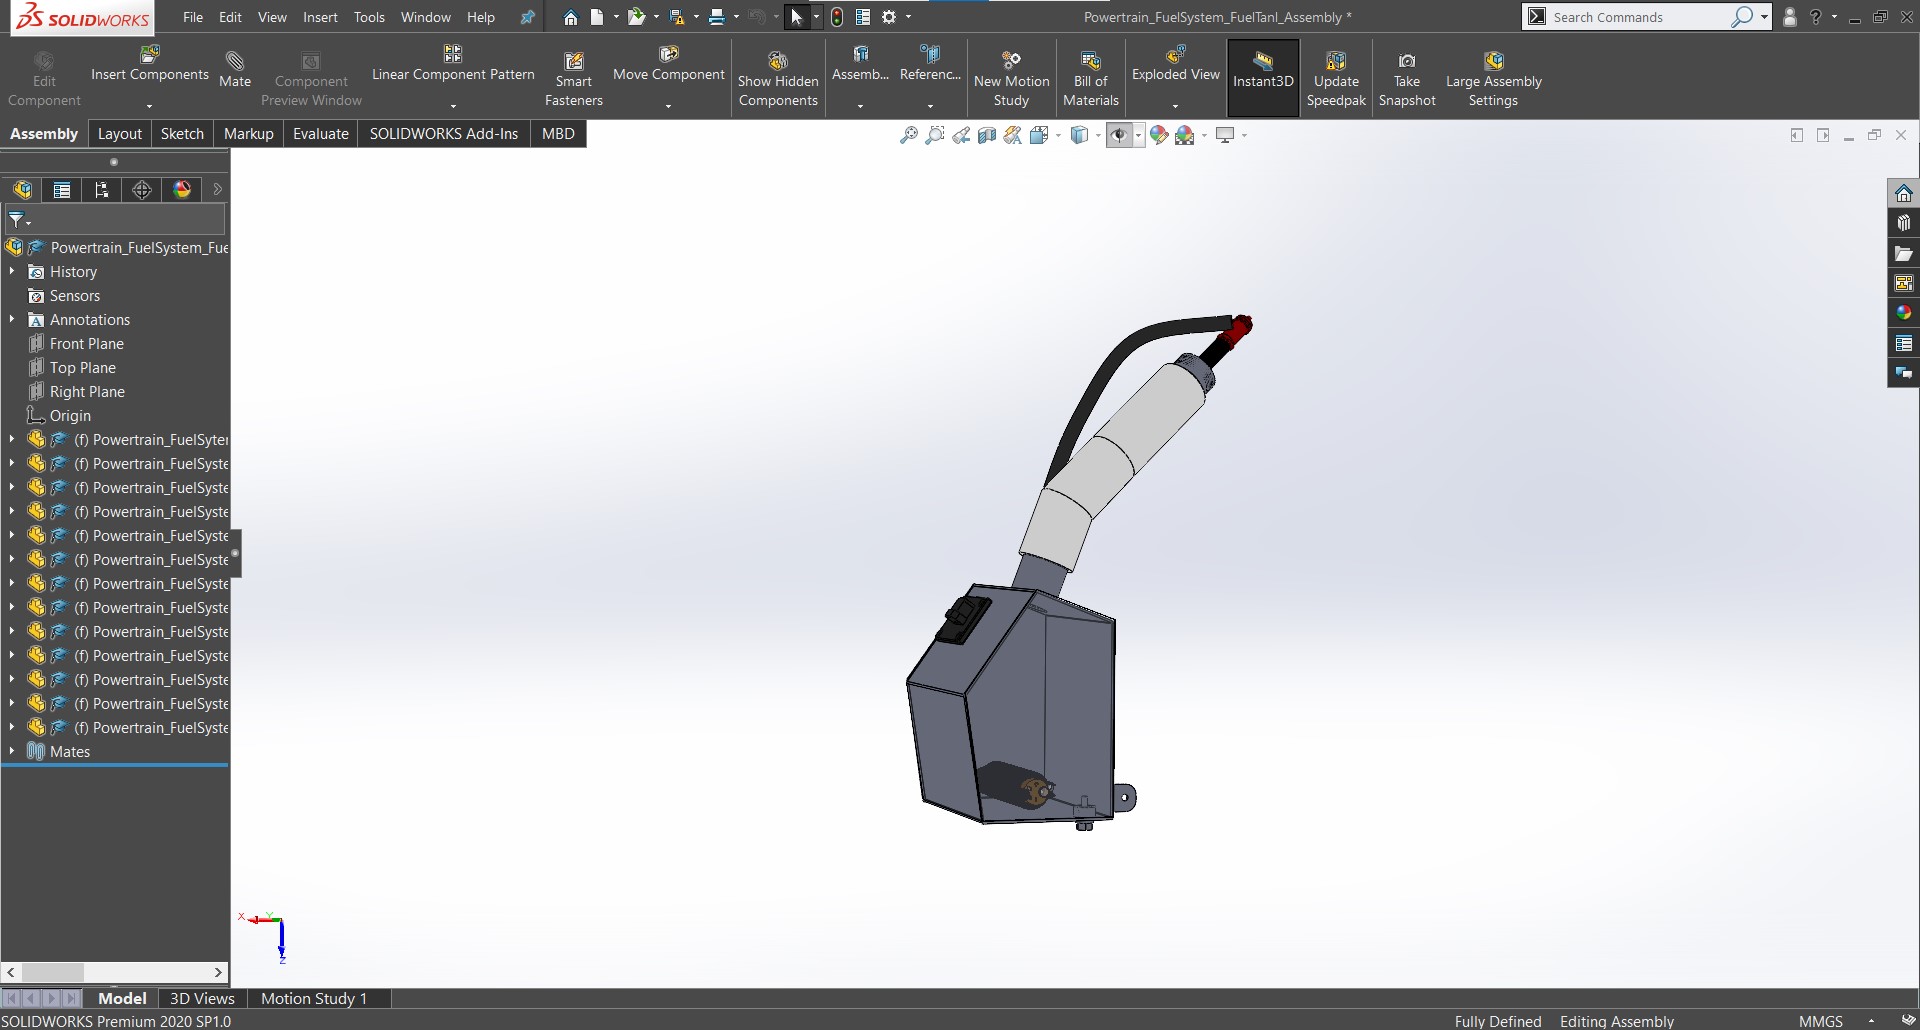 SOLIDWORKS File Edit View Insert Tools Window Help
Powertrain_FuelSystem_FuelTanl_Assembly *
Search Commands
?
Edit Component
Insert Components
Mate
Component Preview Window
Linear Component Pattern
Smart Fasteners
Move Component
Show Hidden Components
Assemb...
Referenc...
New Motion Study
Bill of Materials
Exploded View
Instant3D
Update Speedpak
Take Snapshot
Large Assembly Settings
Assembly Layout Sketch Markup Evaluate SOLIDWORKS Add-Ins MBD
Powertrain_FuelSystem_Fue
History
Sensors
Annotations
Front Plane
Top Plane
Right Plane
Origin
(f) Powertrain_FuelSyter
(f) Powertrain_FuelSyste
(f) Powertrain_FuelSyste
(f) Powertrain_FuelSyste
(f) Powertrain_FuelSyste
(f) Powertrain_FuelSyste
(f) Powertrain_FuelSyste
(f) Powertrain_FuelSyste
(f) Powertrain_FuelSyste
(f) Powertrain_FuelSyste
(f) Powertrain_FuelSyste
(f) Powertrain_FuelSyste
(f) Powertrain_FuelSyste
Mates
X Y
Z
Model 3D Views Motion Study 1
SOLIDWORKS Premium 2020 SP1.0 Fully Defined Editing Assembly MMGS